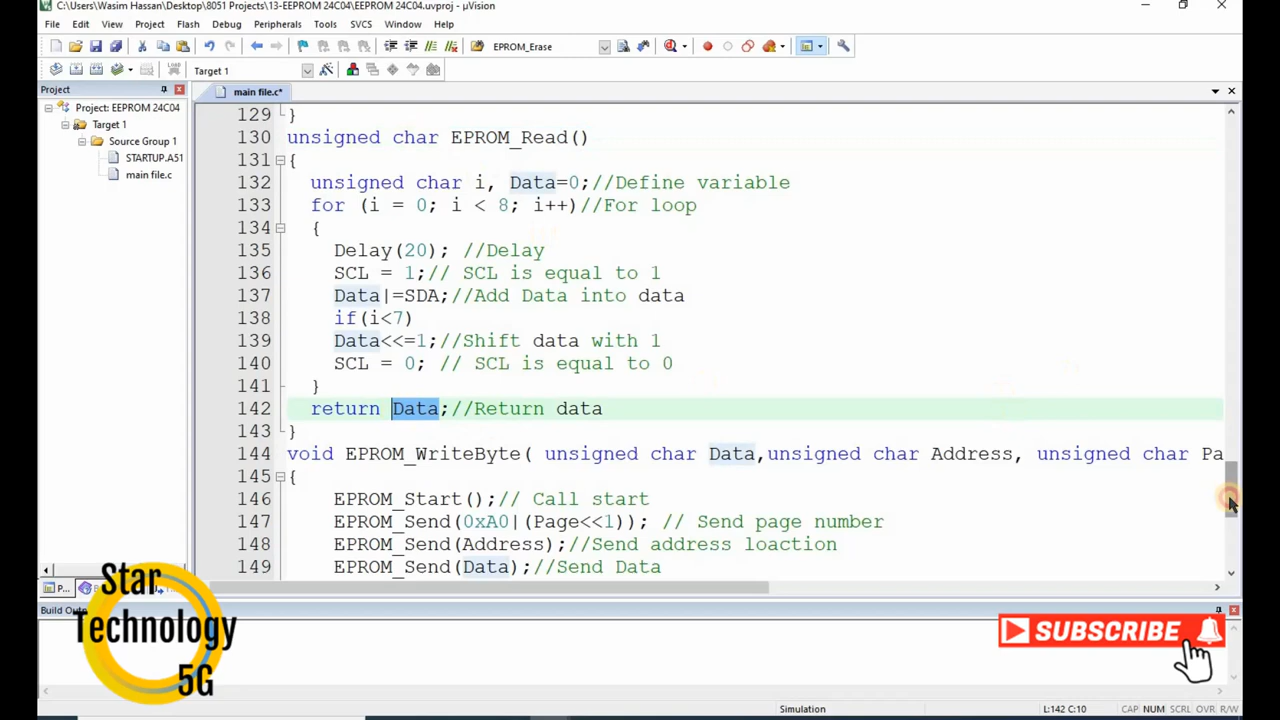 C:\Users\Wasim Hassan\Desktop\8051 Projects\13-EEPROM 24C04\EEPROM 24C04.uvproj - µVision
File Edit View Project Flash Debug Peripherals Tools SVCS Window Help
EPROM_Erase
LOAD
Target 1
Project
main file.c*
Project: EEPROM 24C04
Target 1
Source Group 1
STARTUP.A51
main file.c
129 }
130 unsigned char EPROM_Read()
131 {
132 unsigned char i, Data=0;//Define variable
133 for (i = 0; i < 8; i++)//For loop
134 {
135 Delay(20); //Delay
136 SCL = 1;// SCL is equal to 1
137 Data|=SDA;//Add Data into data
138 if(i<7)
139 Data<<=1;//Shift data with 1
140 SCL = 0; // SCL is equal to 0
141 }
142 return Data;//Return data
143 }
144 void EPROM_WriteByte( unsigned char Data,unsigned char Address, unsigned char Pa
145 {
146 EPROM_Start();// Call start
147 EPROM_Send(0xA0|(Page<<1)); // Send page number
148 EPROM_Send(Address);//Send address loaction
149 EPROM_Send(Data);//Send Data
P...
Build Out
Star
Technology
5G
SUBSCRIBE
Simulation
L:142 C:10
CAP NUM SCRL OVR R/W